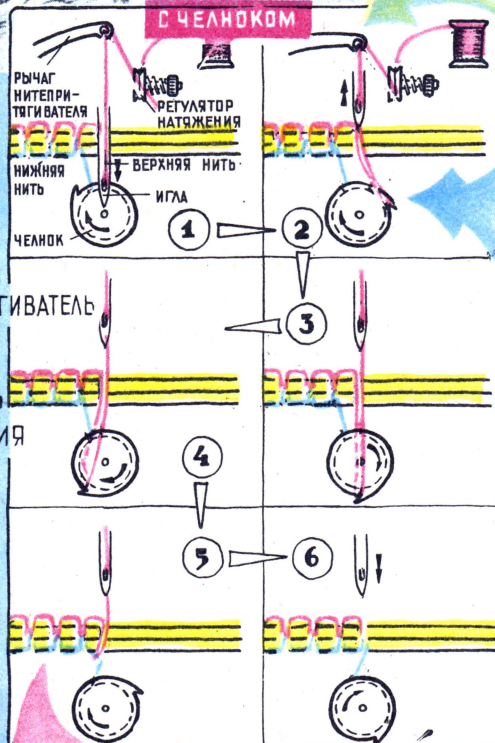 С ЧЕЛНОКОМ
РЫЧАГ
НИТЕПРИ-
ТЯГИВАТЕЛЯ
РЕГУЛЯТОР
НАТЯЖЕНИЯ
НИЖНЯЯ
НИТЬ
ВЕРХНЯЯ НИТЬ
ИГЛА
ЧЕЛНОК
1
2
ГИВАТЕЛЬ
3
ИЯ
4
5
6